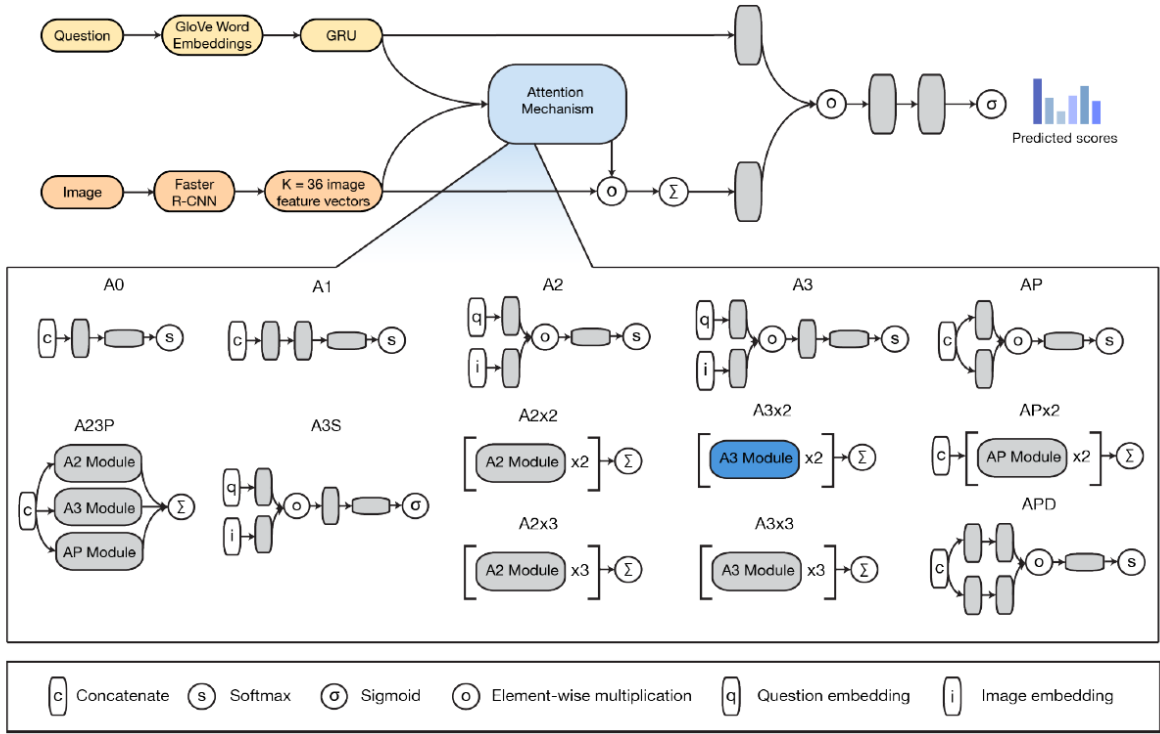 Question
GloVe Word
Embeddings
GRU
Attention
Mechanism
o
σ
Predicted scores
Image
Faster
R-CNN
K = 36 image
feature vectors
o
Σ
A0
A1
A2
A3
AP
c
s
c
s
q
i
o
s
q
i
o
s
c
o
s
A23P
A3S
A2x2
A3x2
APx2
A2 Module
A3 Module
AP Module
c
Σ
q
i
o
σ
[ A2 Module x2 ] Σ
[ A3 Module x2 ] Σ
c [ AP Module x2 ] Σ
A2x3
A3x3
APD
[ A2 Module x3 ] Σ
[ A3 Module x3 ] Σ
c
o
s
c Concatenate
s Softmax
σ Sigmoid
o Element-wise multiplication
q Question embedding
i Image embedding